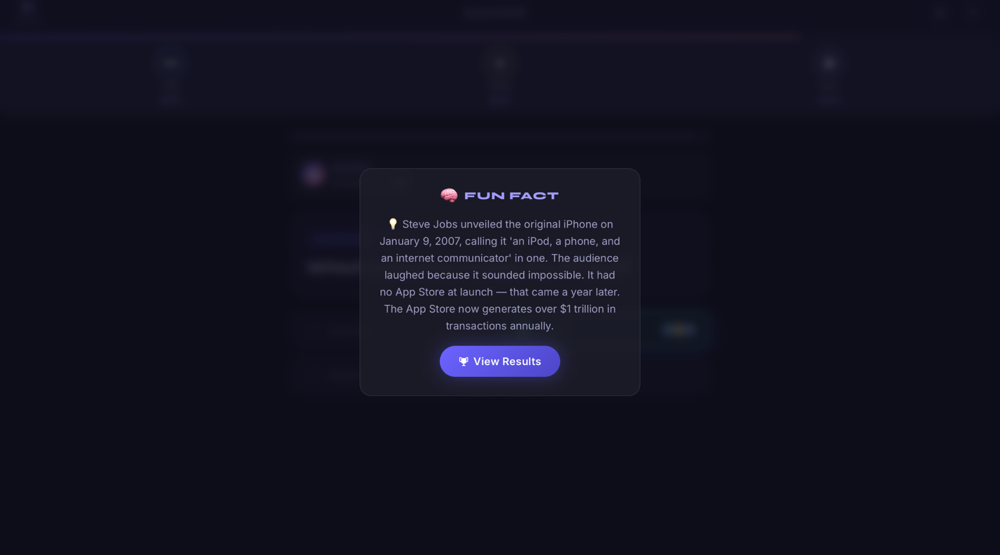 🧠 FUN FACT
💡 Steve Jobs unveiled the original iPhone on
January 9, 2007, calling it 'an iPod, a phone, and
an internet communicator' in one. The audience
laughed because it sounded impossible. It had
no App Store at launch — that came a year later.
The App Store now generates over $1 trillion in
transactions annually.
View Results